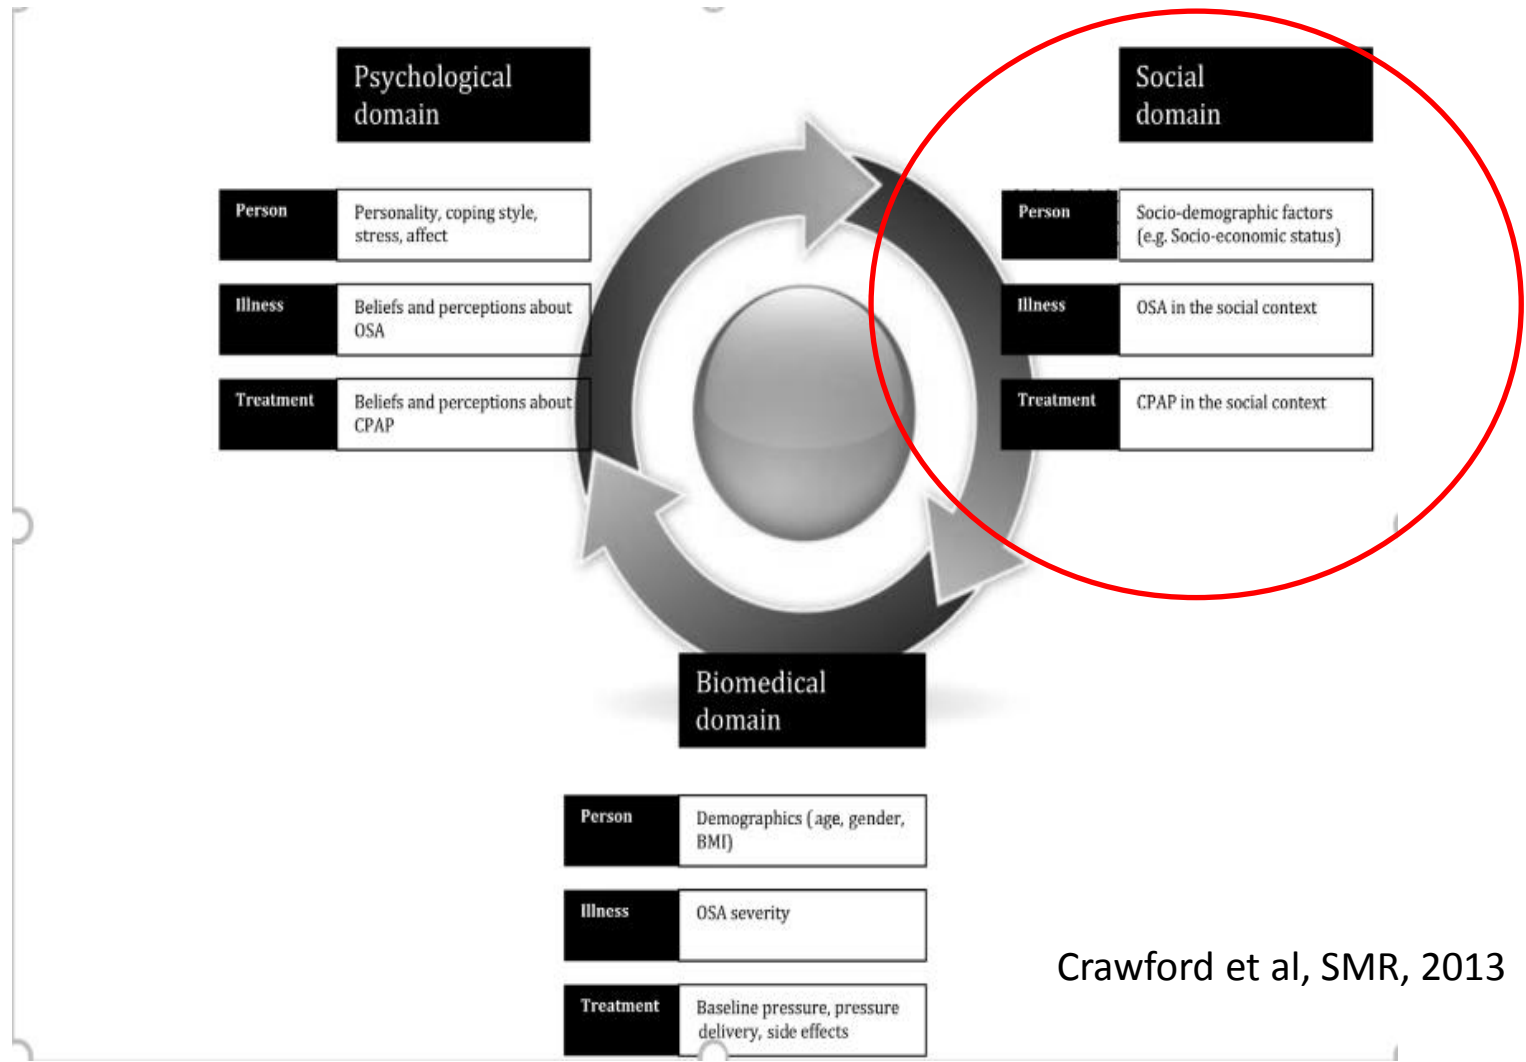 Psychological
domain
Person
Personality, coping style,
stress, affect
Illness
Beliefs and perceptions about
OSA
Treatment
Beliefs and perceptions about
CPAP
Social
domain
Person
Socio-demographic factors
(e.g. Socio-economic status)
Illness
OSA in the social context
Treatment
CPAP in the social context
Biomedical
domain
Person
Demographics ( age, gender,
BMI)
Illness
OSA severity
Treatment
Baseline pressure, pressure
delivery, side effects
Crawford et al, SMR, 2013